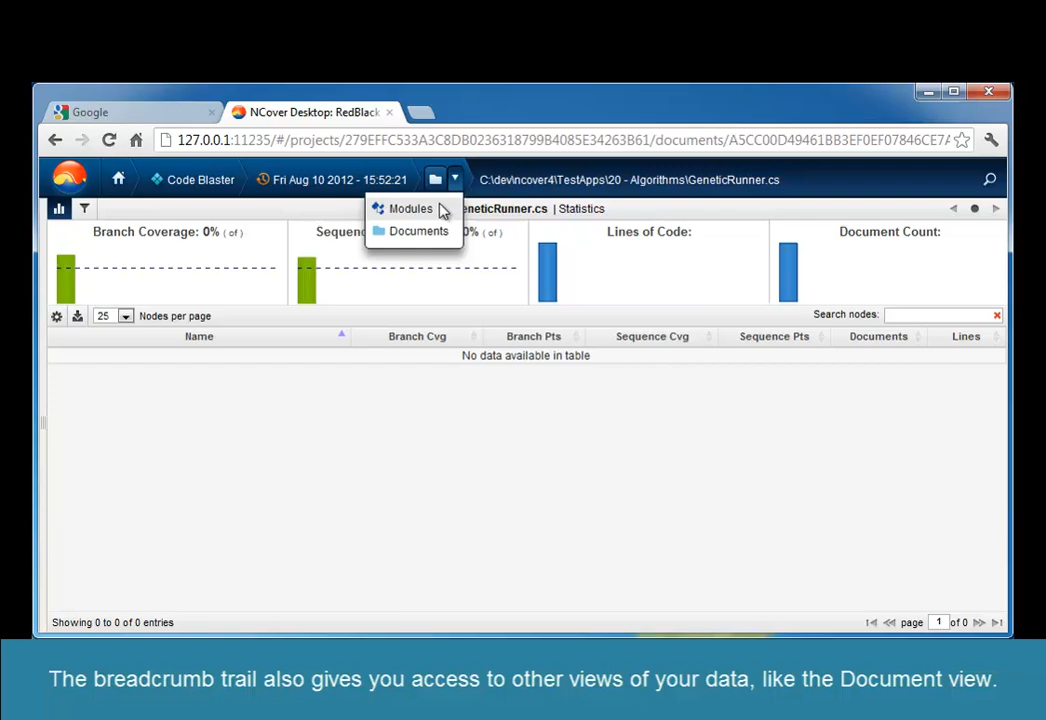 Google
NCover Desktop: RedBlack
127.0.0.1:11235/#/projects/279EFFC533A3C8DB0236318799B4085E34263B61/documents/A5CC00D49461BB3EF0EF07846CE7
Code Blaster
Fri Aug 10 2012 - 15:52:21
C:\dev\ncover4\TestApps\20 - Algorithms\GeneticRunner.cs
Modules
eneticRunner.cs | Statistics
Documents
Branch Coverage: 0% ( of )
Sequenc 0% ( of )
Lines of Code:
Document Count:
25 Nodes per page
Search nodes:
Name Branch Cvg Branch Pts Sequence Cvg Sequence Pts Documents Lines
No data available in table
Showing 0 to 0 of 0 entries
page 1 of 0
The breadcrumb trail also gives you access to other views of your data, like the Document view.